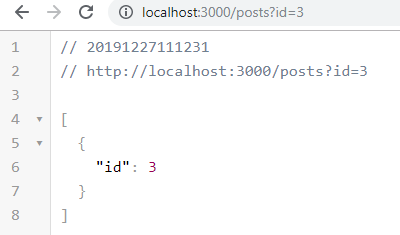 localhost:3000/posts?id=3
1 // 20191227111231
2 // http://localhost:3000/posts?id=3
3
4 [
5 {
6 "id": 3
7 }
8 ]